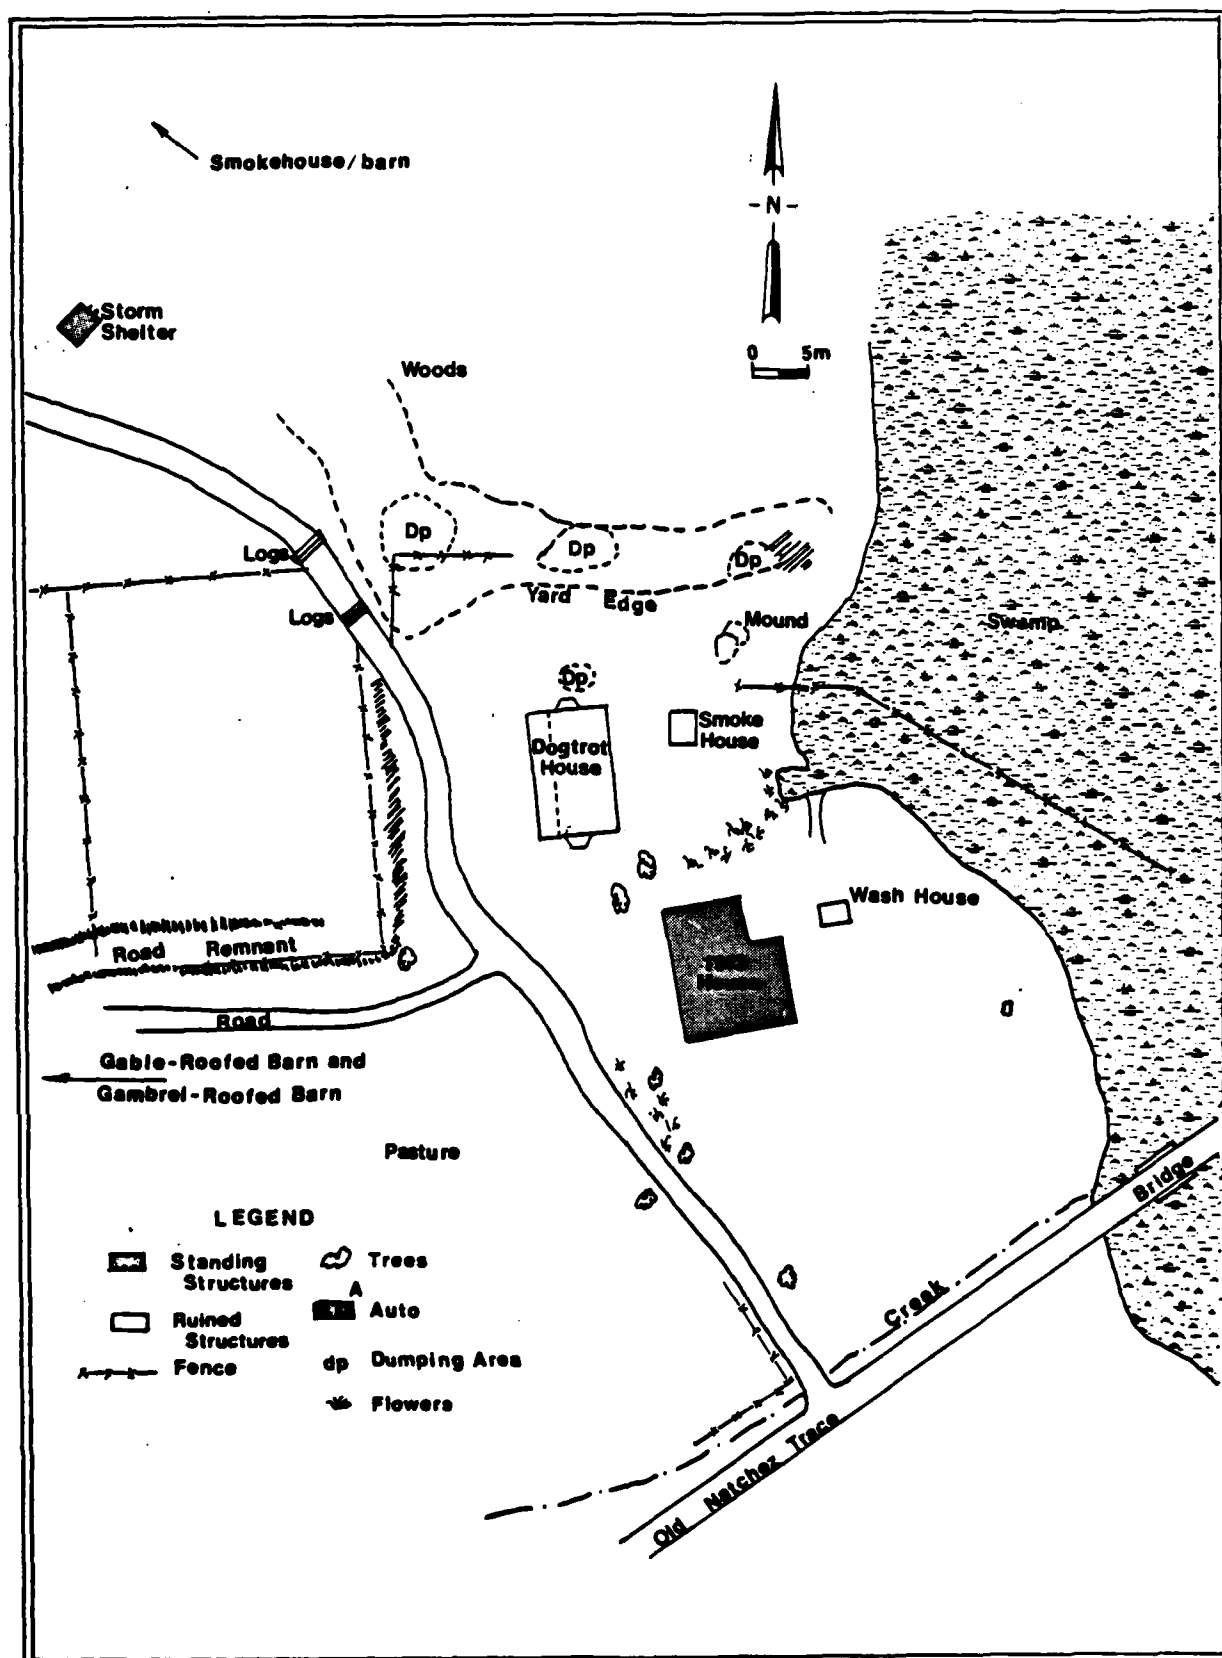 Smokehouse/barn
- N -
Storm
Shelter
0 5m
Woods
Dp
Dp
Dp
Logs
Yard Edge
Logs
Mound
Swamp
Dp
Smoke
House
Dogtrot
House
Wash House
Road Remnant
House
Road
Gable-Roofed Barn and
Gambrel-Roofed Barn
Pasture
Bridge
LEGEND
Standing
Structures
Trees
A
Auto
Ruined
Structures
Fence
dp Dumping Area
Flowers
Creek
Old Natchez Trace